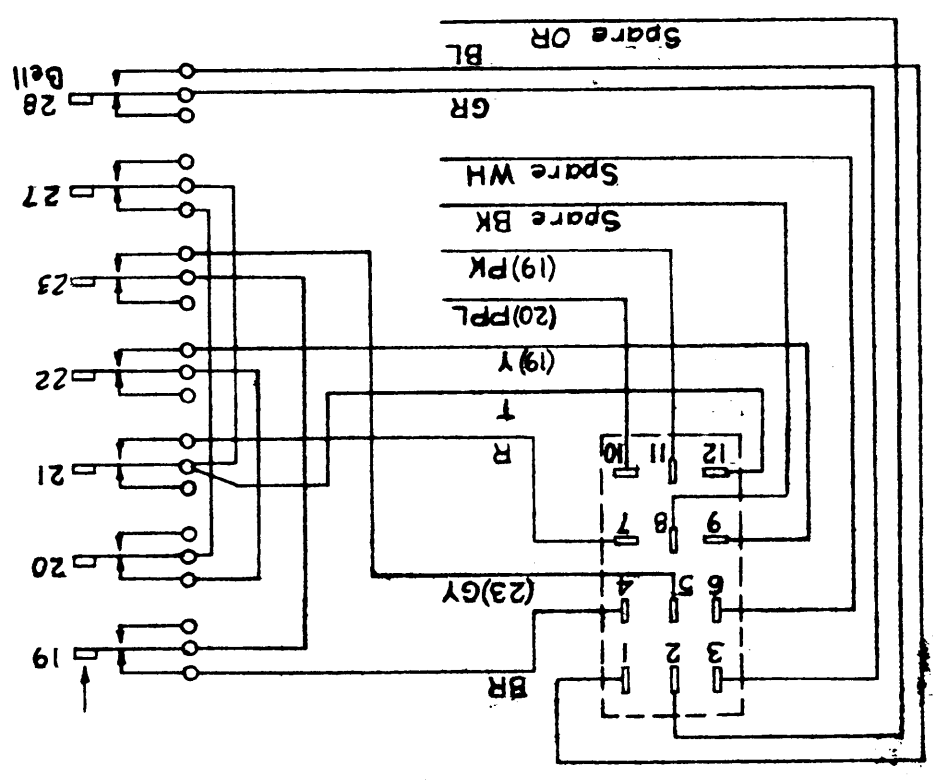 BR
3 2 1
19
(23)GY
6 5 4
20
9 8 7
21
12 11 10
R
T
22
(19)Y
(20)PPL
23
(19)PK
Spare BK
27
Spare WH
GR
28
Bell
BL
Spare OR